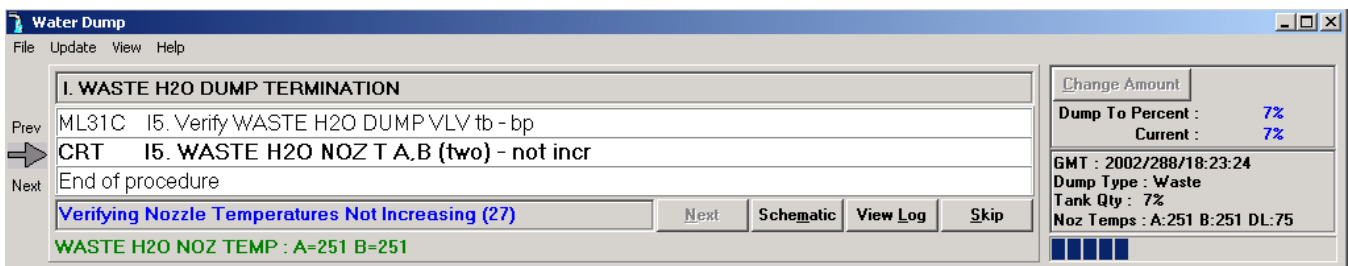 Water Dump
File Update View Help
I. WASTE H2O DUMP TERMINATION
Prev
ML31C I5. Verify WASTE H2O DUMP VLV tb - bp
CRT I5. WASTE H2O NOZ T A,B (two) - not incr
Next
End of procedure
Verifying Nozzle Temperatures Not Increasing (27)
Next Schematic View Log Skip
WASTE H2O NOZ TEMP : A=251 B=251
Change Amount
Dump To Percent : 7%
Current : 7%
GMT : 2002/288/18:23:24
Dump Type : Waste
Tank Qty : 7%
Noz Temps : A:251 B:251 DL:75